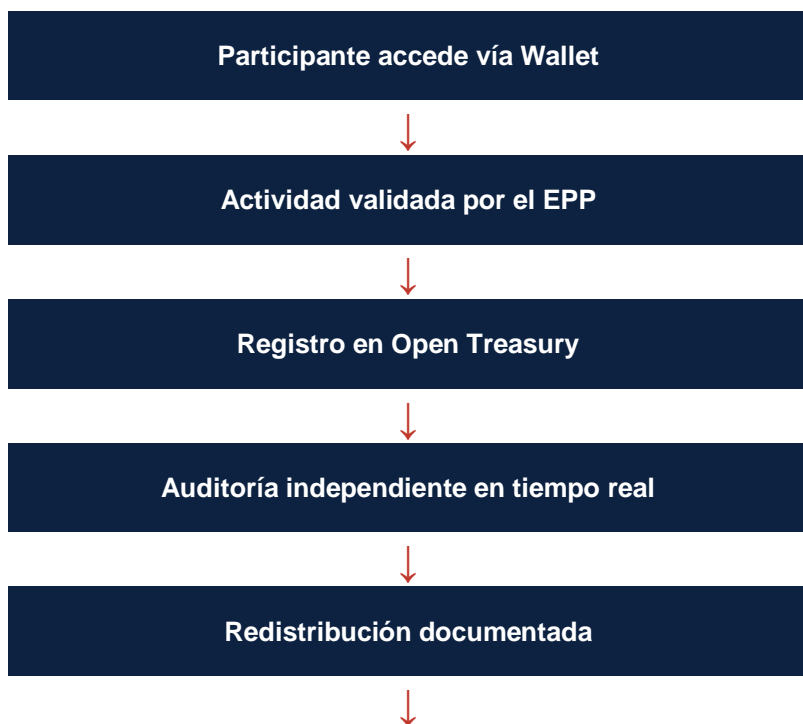 Participante accede vía Wallet
Actividad validada por el EPP
Registro en Open Treasury
Auditoría independiente en tiempo real
Redistribución documentada